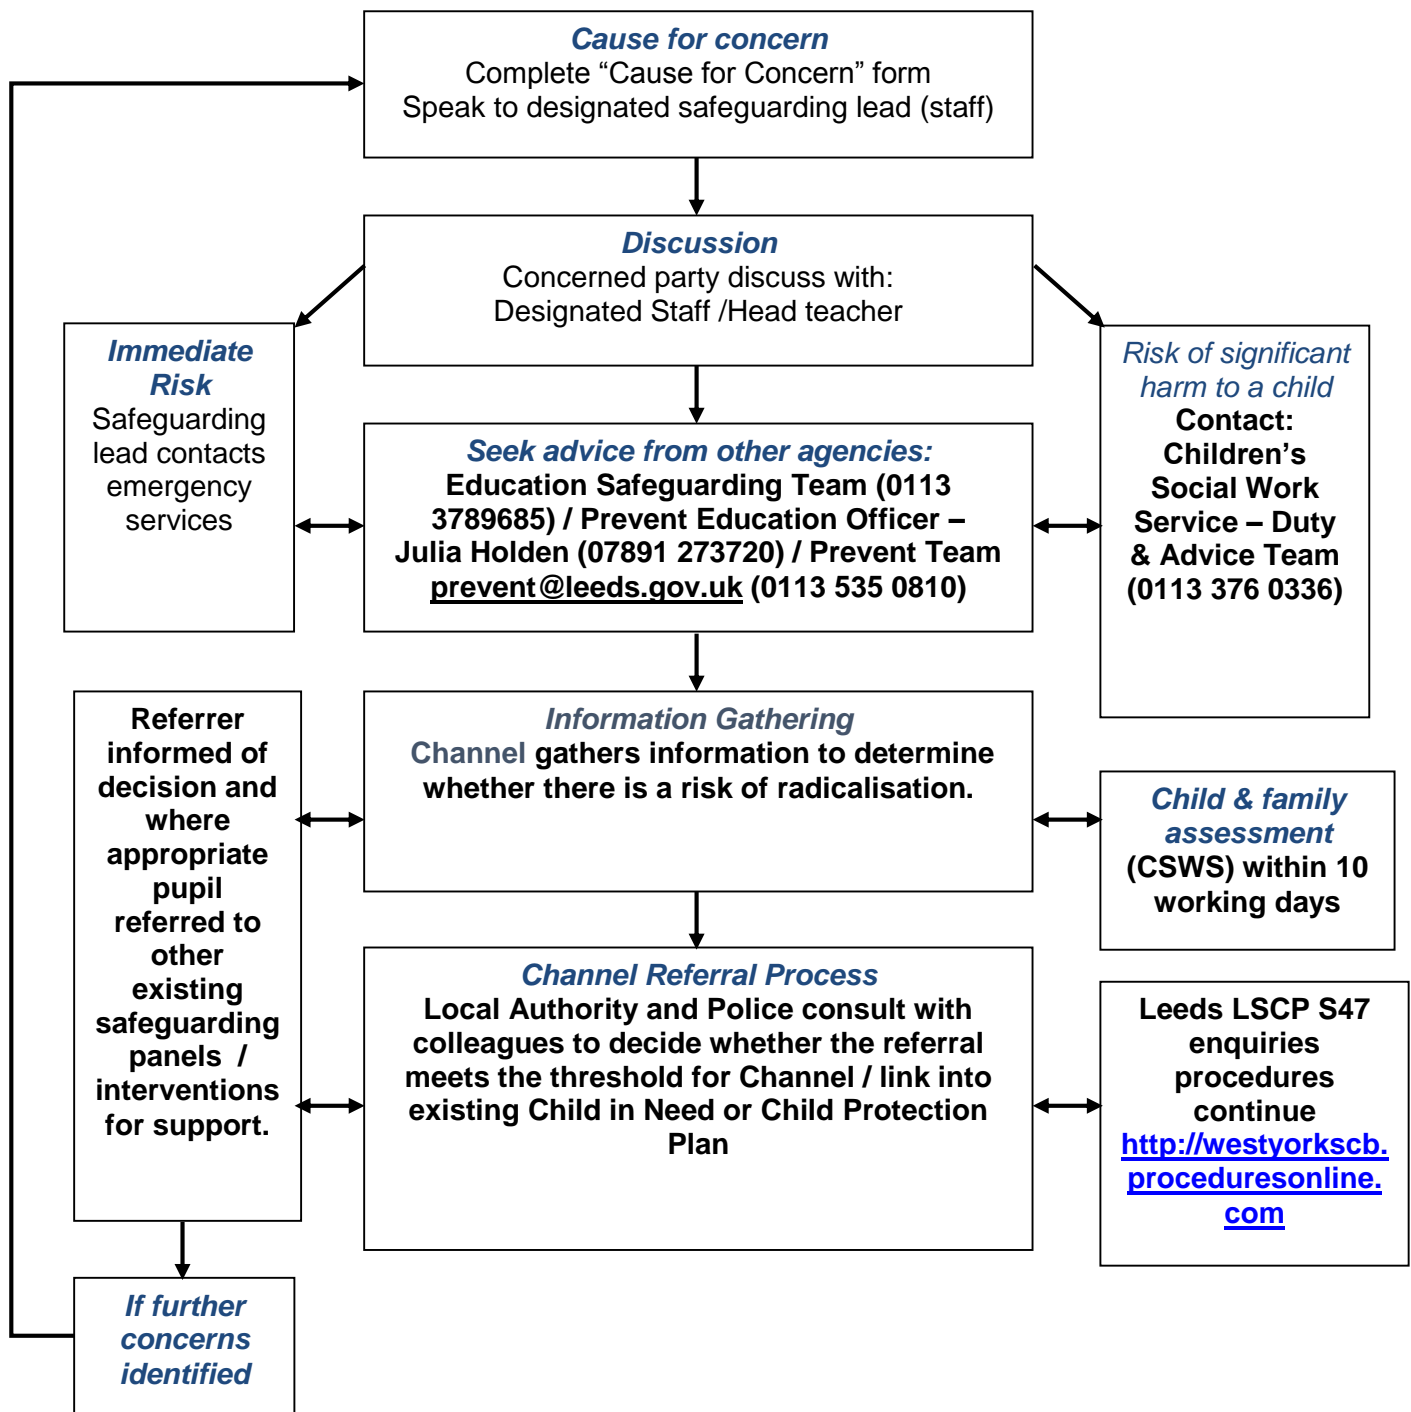 Cause for concern
Complete “Cause for Concern” form
Speak to designated safeguarding lead (staff)
Discussion
Concerned party discuss with:
Designated Staff /Head teacher
Immediate
Risk
Safeguarding
lead contacts
emergency
services
Seek advice from other agencies:
Education Safeguarding Team (0113
3789685) / Prevent Education Officer –
Julia Holden (07891 273720) / Prevent Team
prevent@leeds.gov.uk (0113 535 0810)
Risk of significant
harm to a child
Contact:
Children’s
Social Work
Service – Duty
& Advice Team
(0113 376 0336)
Referrer
informed of
decision and
where
appropriate
pupil
referred to
other
existing
safeguarding
panels /
interventions
for support.
Information Gathering
Channel gathers information to determine
whether there is a risk of radicalisation.
Child & family
assessment
(CSWS) within 10
working days
Channel Referral Process
Local Authority and Police consult with
colleagues to decide whether the referral
meets the threshold for Channel / link into
existing Child in Need or Child Protection
Plan
Leeds LSCP S47
enquiries
procedures
continue
http://westyorkscb.
proceduresonline.
com
If further
concerns
identified